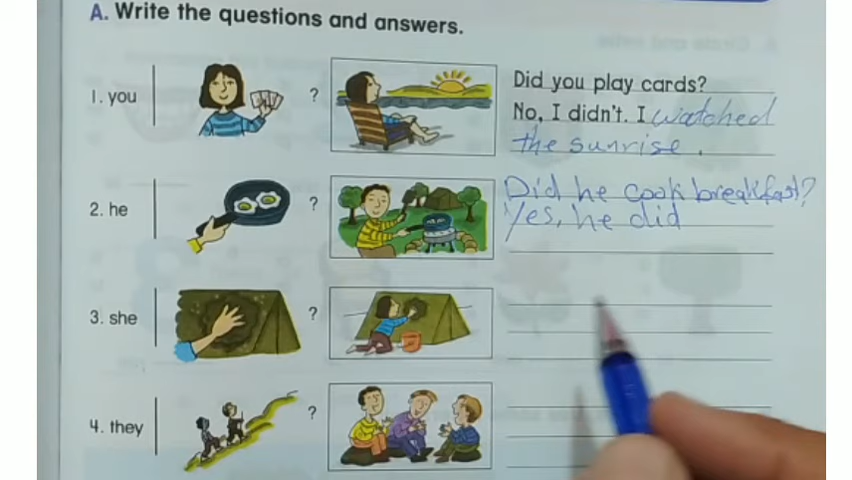 A. Write the questions and answers.
1. you
?
Did you play cards?
No, I didn't. I watched
the sunrise.
2. he
?
Did he cook breakfast?
Yes, he did
3. she
?
4. they
?